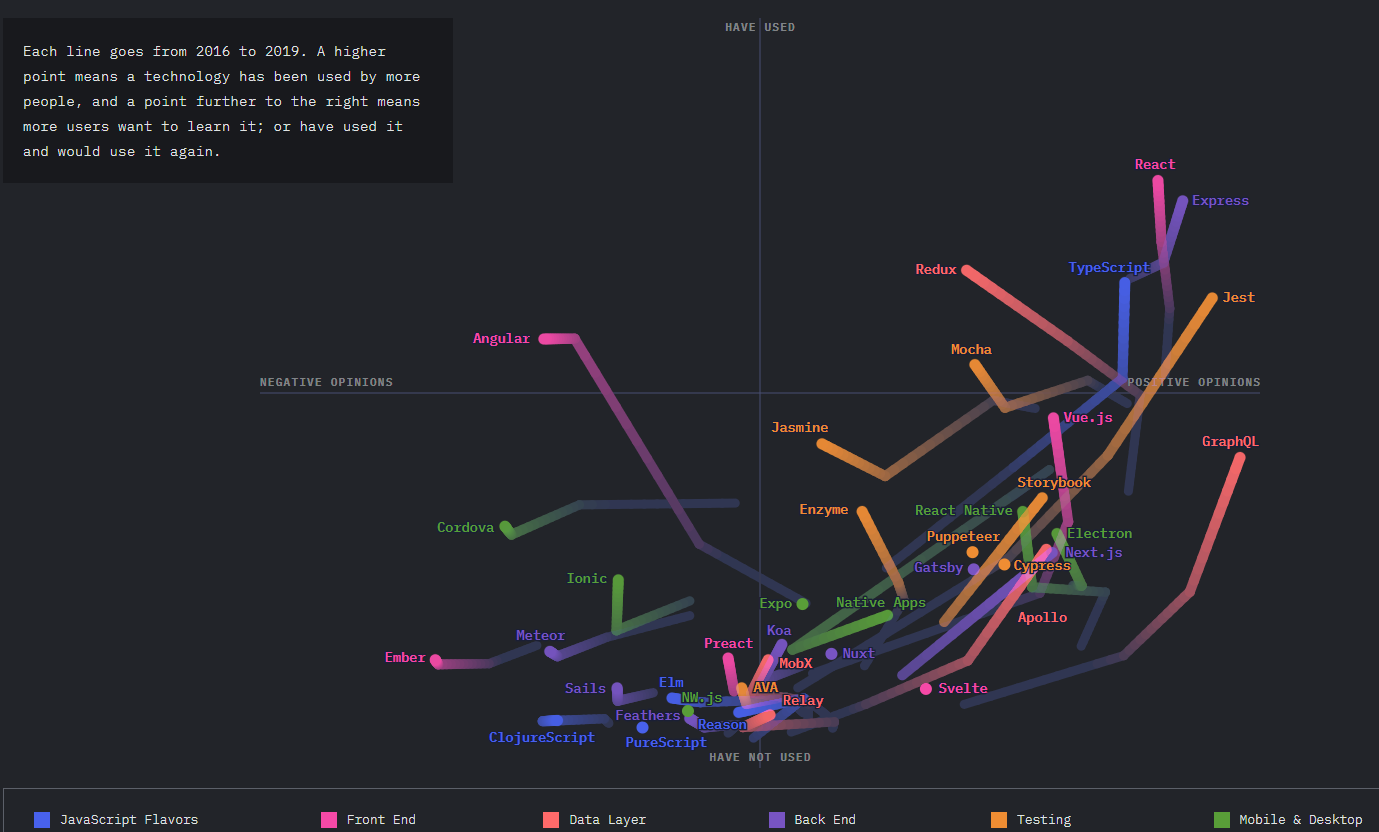 HAVE USED
Each line goes from 2016 to 2019. A higher
point means a technology has been used by more
people, and a point further to the right means
more users want to learn it; or have used it
and would use it again.
React
Express
Redux
TypeScript
Jest
Angular
Mocha
NEGATIVE OPINIONS
POSITIVE OPINIONS
Vue.js
Jasmine
GraphQL
Storybook
Enzyme
React Native
Cordova
Puppeteer
Electron
Next.js
Gatsby
Cypress
Ionic
Expo
Native Apps
Apollo
Koa
Meteor
Preact
Nuxt
Ember
MobX
Elm
AVA
Sails
Svelte
NW.js
Relay
Feathers
Reason
ClojureScript
PureScript
HAVE NOT USED
JavaScript Flavors
Front End
Data Layer
Back End
Testing
Mobile & Desktop